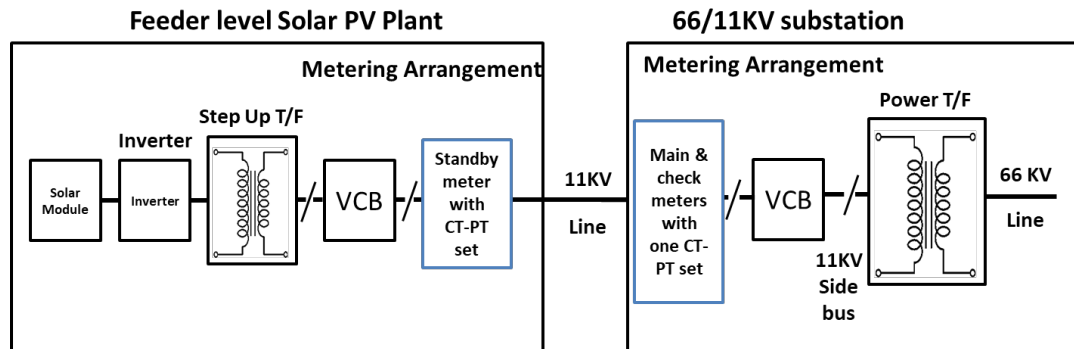 Feeder level Solar PV Plant
66/11KV substation
Metering Arrangement
Metering Arrangement
Step Up T/F
Power T/F
Inverter
Solar
Module
Inverter
VCB
Standby
meter
with
CT-PT
set
11KV
Line
Main &
check
meters
with
one CT-
PT set
VCB
11KV
Side
bus
66 KV
Line